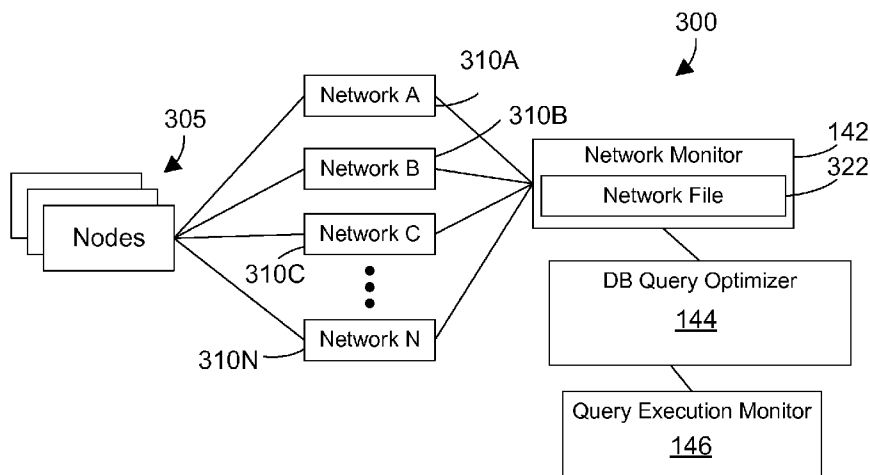 300
310A
Network A
310B
305
142
Network Monitor
Network B
322
Network File
Nodes
Network C
310C
DB Query Optimizer
144
Network N
310N
Query Execution Monitor
146